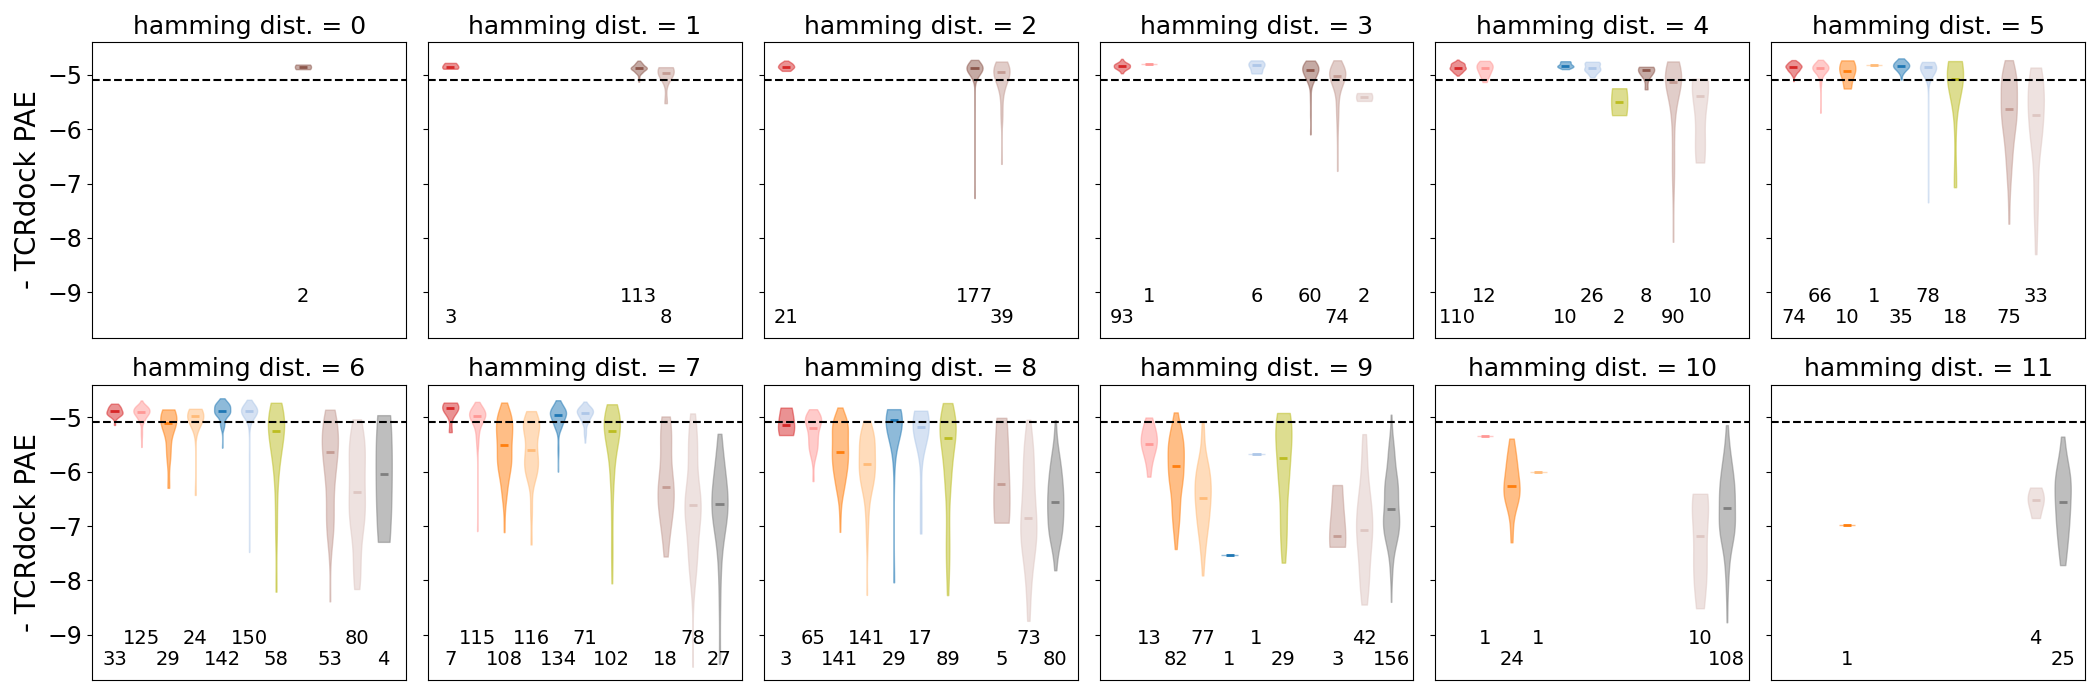 hamming dist. = 0
hamming dist. = 1
hamming dist. = 2
hamming dist. = 3
hamming dist. = 4
hamming dist. = 5
- TCRdock PAE
−5
−6
−7
−8
−9
2
113
3 8
177
21 39
1 6 60 2
93 74
12 26 8 10
110 10 2 90
66 1 78 33
74 10 35 18 75
hamming dist. = 6
hamming dist. = 7
hamming dist. = 8
hamming dist. = 9
hamming dist. = 10
hamming dist. = 11
- TCRdock PAE
−5
−6
−7
−8
−9
125 24 150 80
33 29 142 58 53 4
115 116 71 78
7 108 134 102 18 27
65 141 17 73
3 141 29 89 5 80
13 77 1 42
82 1 29 3 156
1 1 10
24 108
4
1 25